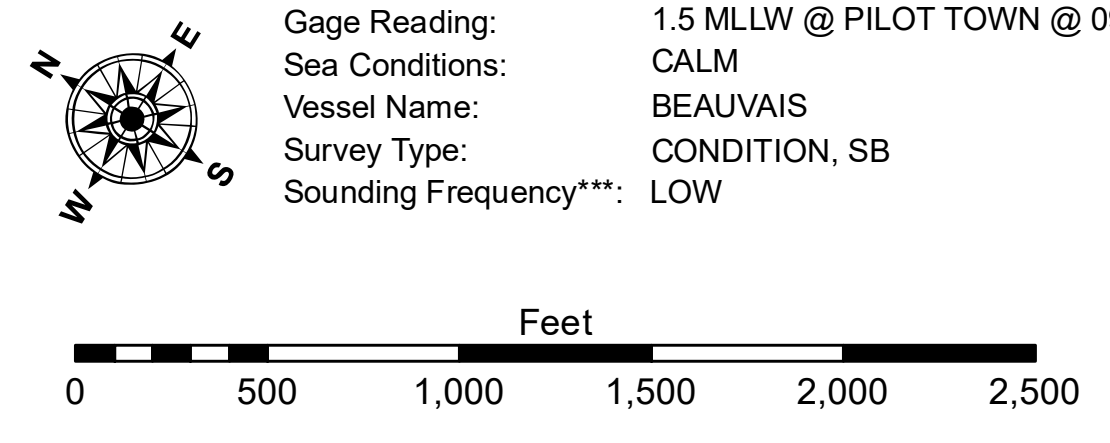 N E S W
Gage Reading: 1.5 MLLW @ PILOT TOWN @
Sea Conditions: CALM
Vessel Name: BEAUVAIS
Survey Type: CONDITION, SB
Sounding Frequency***: LOW
Feet
0 500 1,000 1,500 2,000 2,500